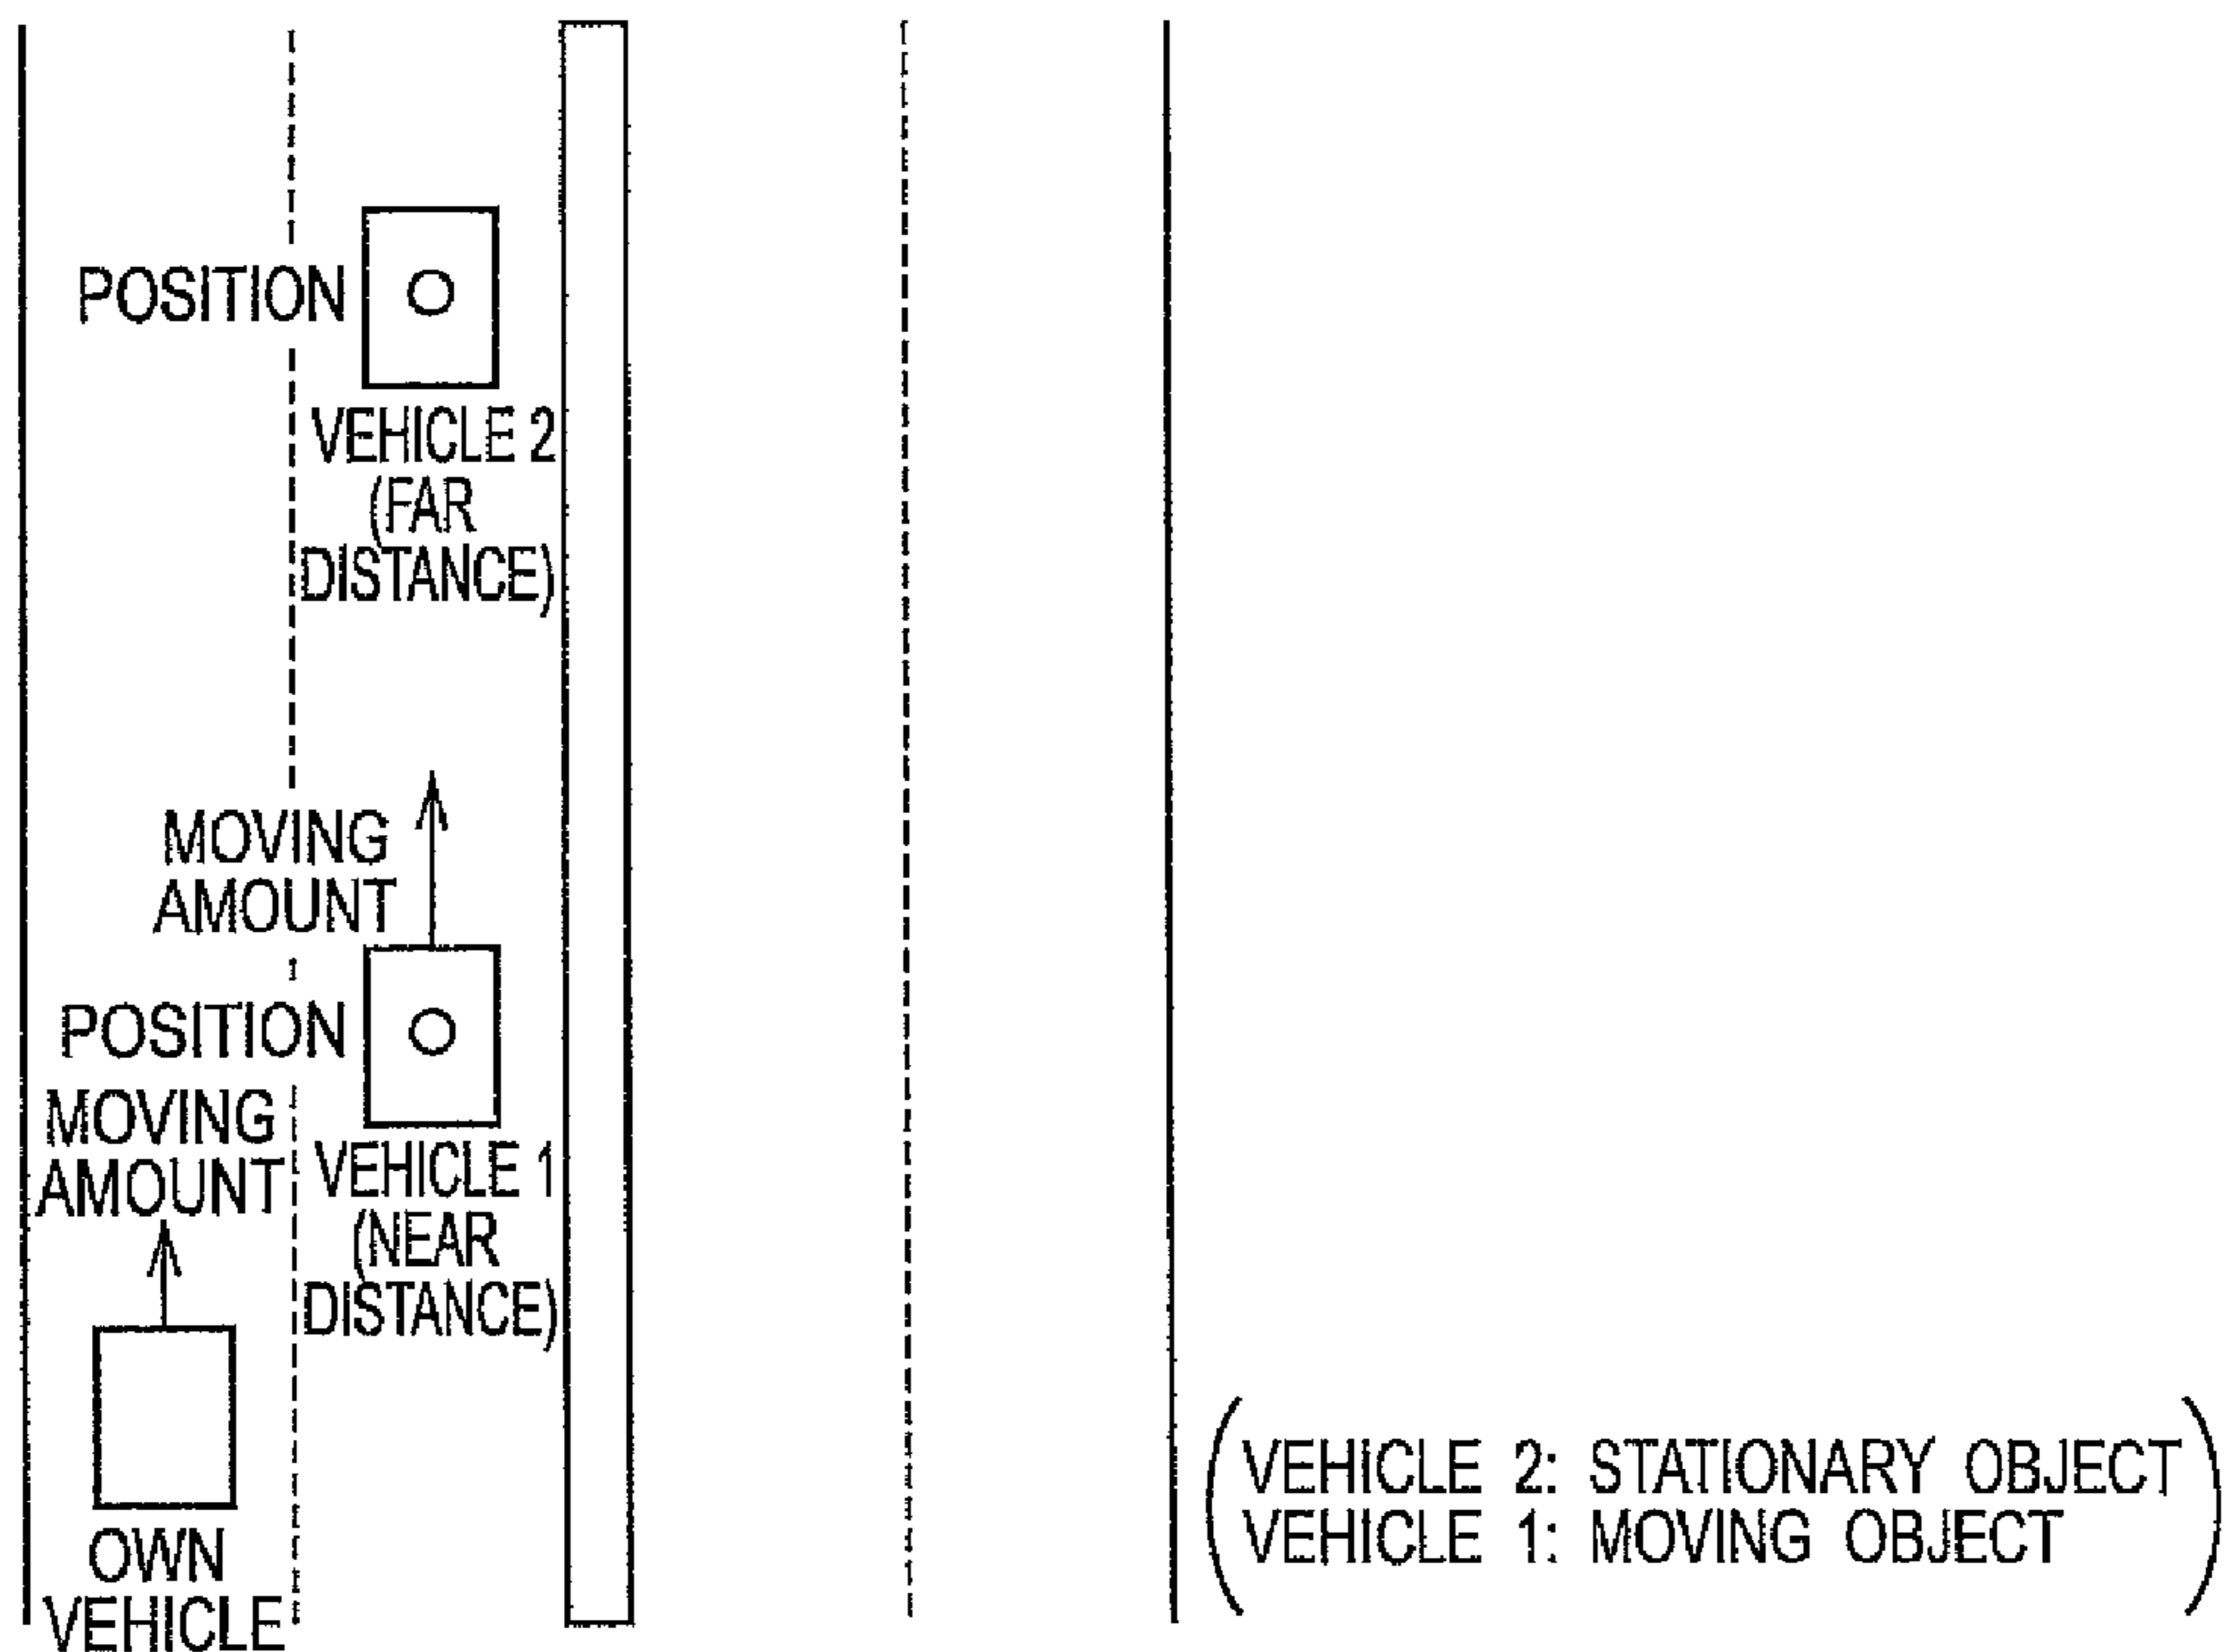 POSITION
VEHICLE 2
(FAR
DISTANCE)
MOVING
AMOUNT
POSITION
MOVING
AMOUNT
VEHICLE 1
(NEAR
DISTANCE)
OWN
VEHICLE
VEHICLE 2: STATIONARY OBJECT
VEHICLE 1: MOVING OBJECT